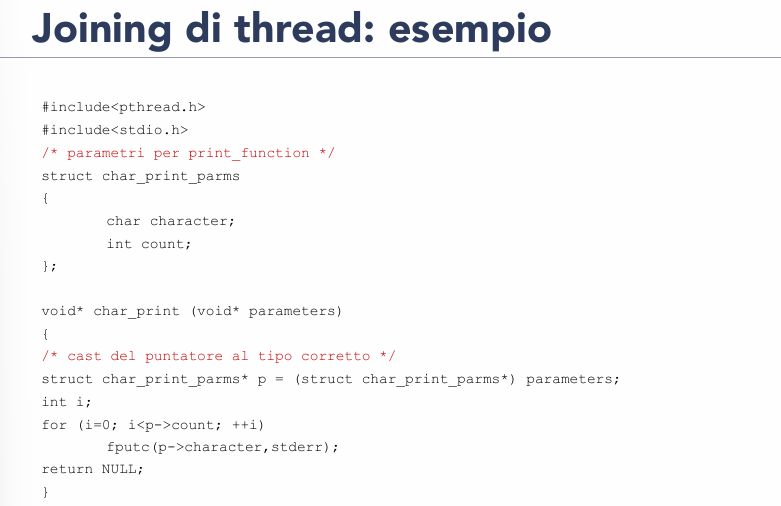 Joining di thread: esempio
#include<pthread.h>
#include<stdio.h>
/* parametri per print_function */
struct char_print_parms
{
char character;
int count;
};
void* char_print (void* parameters)
{
/* cast del puntatore al tipo corretto */
struct char_print_parms* p = (struct char_print_parms*) parameters;
int i;
for (i=0; i<p->count; ++i)
fputc(p->character,stderr);
return NULL;
}